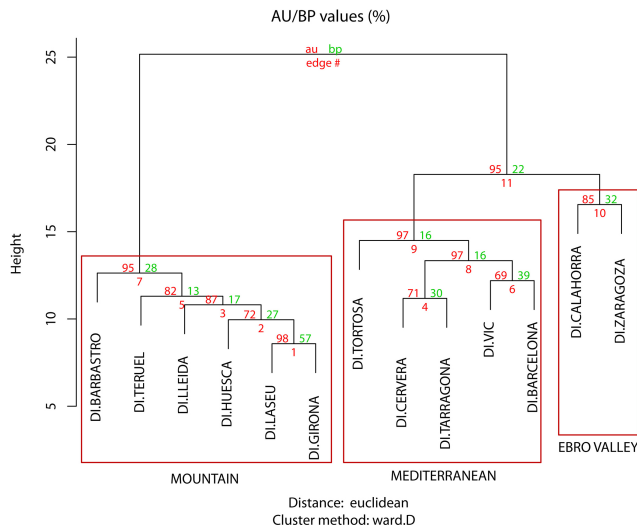 AU/BP values (%)
au bp
edge #
25
20
15
10
5
Height
95 22
11
85 32
10
97 16
9
97 16
8
95 28
7
69 39
6
82 13
5
71 30
4
87 17
3
72 27
2
98 57
1
DI.BARBASTRO
DI.TERUEL
DI.LLEIDA
DI.HUESCA
DI.LASEU
DI.GIRONA
DI.TORTOSA
DI.CERVERA
DI.TARRAGONA
DI.VIC
DI.BARCELONA
DI.CALAHORRA
DI.ZARAGOZA
MOUNTAIN
MEDITERRANEAN
EBRO VALLEY
Distance: euclidean
Cluster method: ward.D